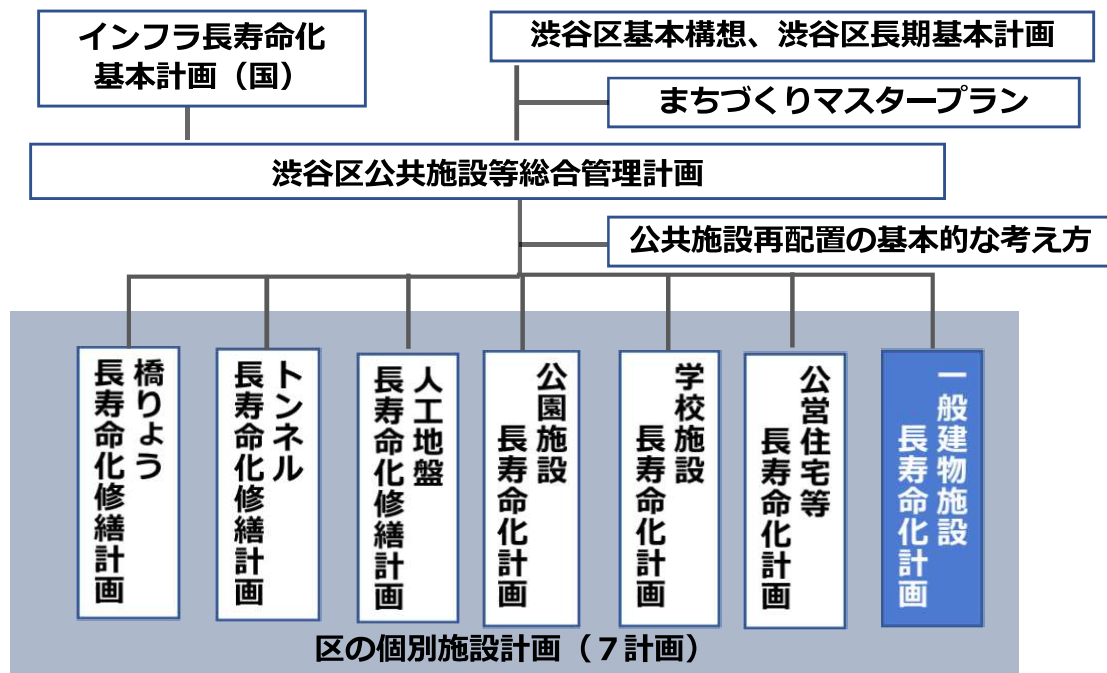 インフラ長寿命化
基本計画（国）
渋谷区基本構想、渋谷区長期基本計画
まちづくりマスタープラン
渋谷区公共施設等総合管理計画
公共施設再配置の基本的な考え方
橋りょう
長寿命化修繕計画
トンネル
長寿命化修繕計画
人工地盤
長寿命化修繕計画
公園施設
長寿命化計画
学校施設
長寿命化計画
公営住宅等
長寿命化計画
一般建物施設
長寿命化計画
区の個別施設計画（７計画）